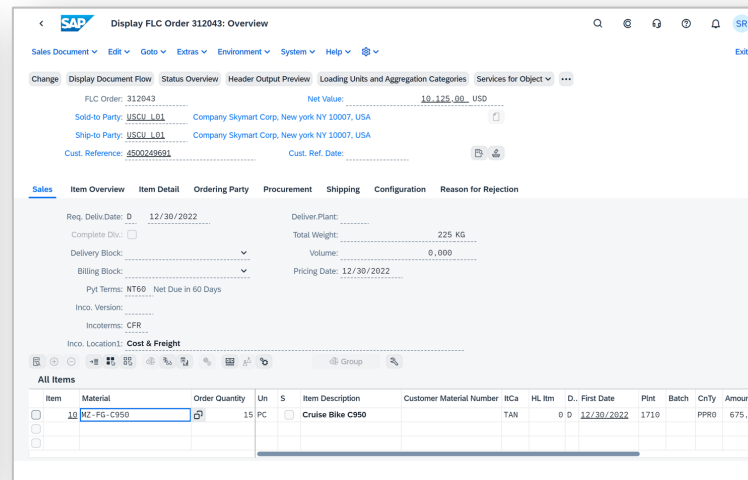 SAP Display FLC Order 312043: Overview SR
Sales Document Edit Goto Extras Environment System Help Exit
Change Display Document Flow Status Overview Header Output Preview Loading Units and Aggregation Categories Services for Object ...
FLC Order: 312043 Net Value: 10.125,00 USD
Sold-to Party: USCU_L01 Company Skymart Corp, New york NY 10007, USA
Ship-to Party: USCU_L01 Company Skymart Corp, New york NY 10007, USA
Cust. Reference: 4500249691 Cust. Ref. Date:
Sales Item Overview Item Detail Ordering Party Procurement Shipping Configuration Reason for Rejection
Req. Deliv.Date: D 12/30/2022 Deliver.Plant:
Complete Div.: Total Weight: 225 KG
Delivery Block: Volume: 0.000
Billing Block: Pricing Date: 12/30/2022
Pyt Terms: NT60 Net Due in 60 Days
Inco. Version:
Incoterms: CFR
Inco. Location1: Cost & Freight
Group
All Items
Item Material Order Quantity Un S Item Description Customer Material Number ItCa HL Itm D.. First Date Plnt Batch CnTy Amour
10 MZ-FG-C950 15 PC Cruise Bike C950 TAN 0 D 12/30/2022 1710 PPR0 675.